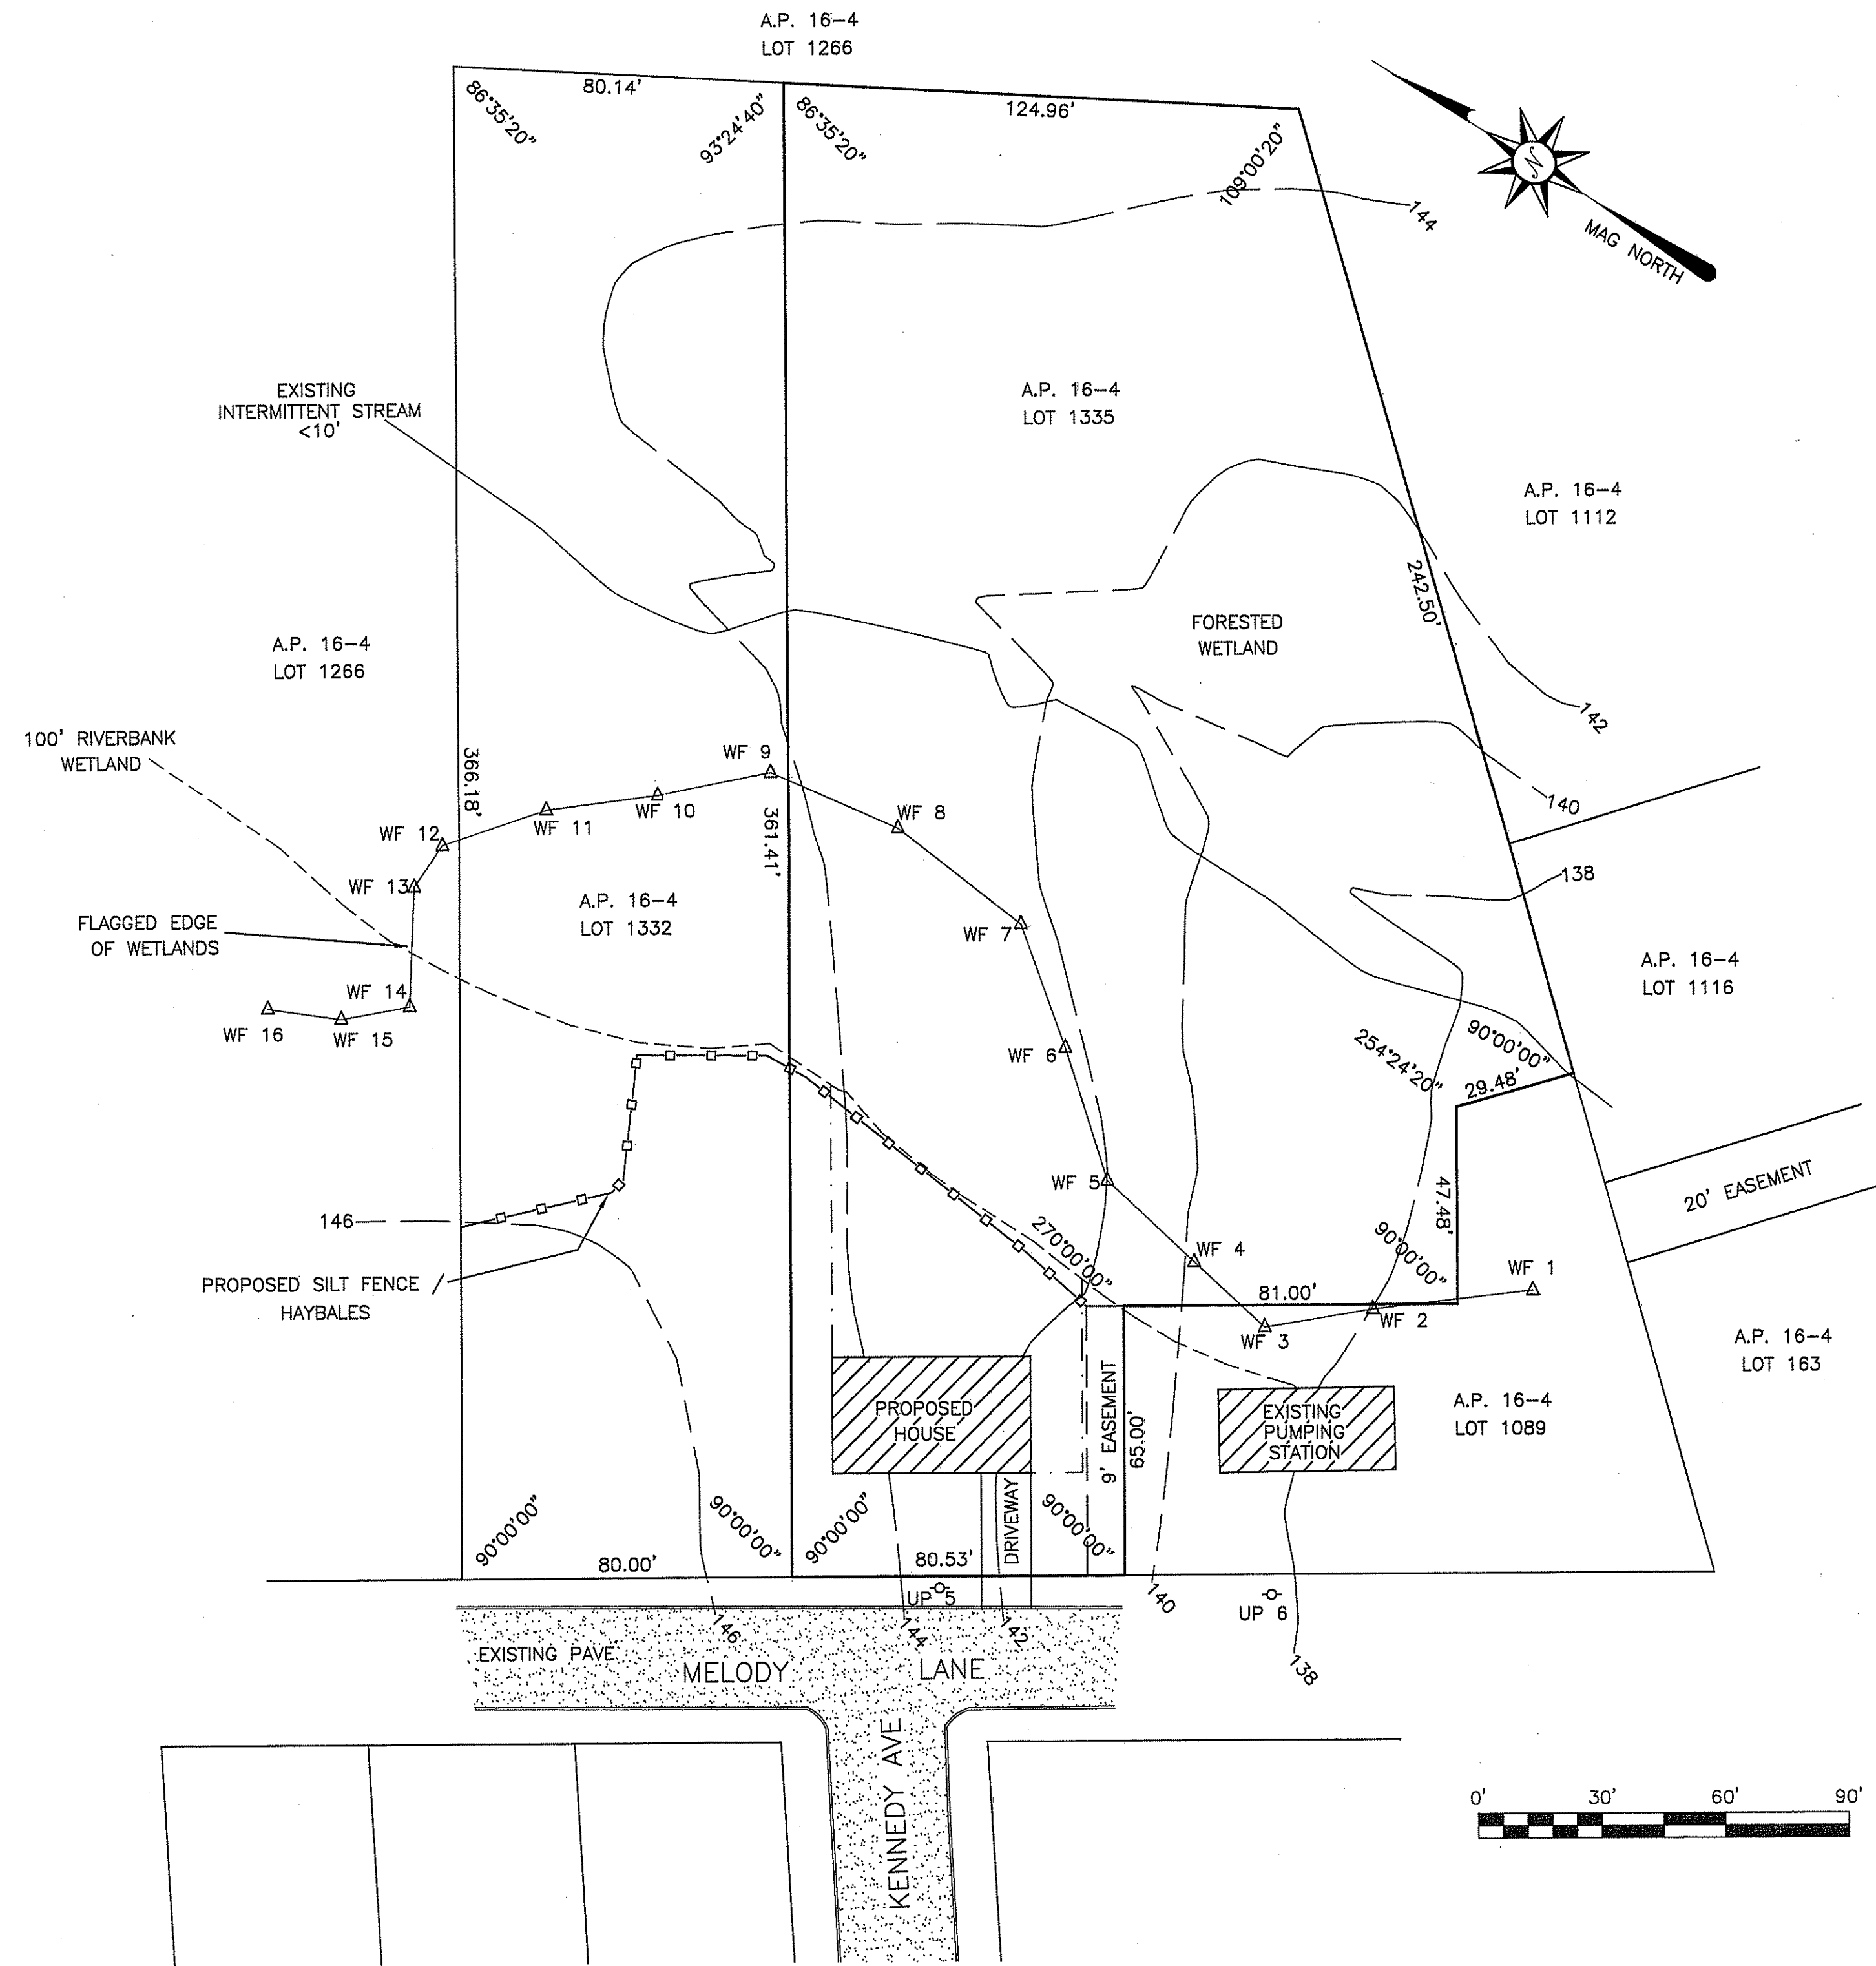 A.P. 16-4
LOT 1266
80.14'
124.96'
86°35'20"
93°24'40"
86°35'20"
109°00'20"
144
MAG NORTH
N
EXISTING
INTERMITTENT STREAM
<10'
A.P. 16-4
LOT 1335
A.P. 16-4
LOT 1112
242.50'
FORESTED
WETLAND
A.P. 16-4
LOT 1266
142
100' RIVERBANK
WETLAND
366.18'
WF 9
WF 10
WF 11
WF 12
WF 8
140
361.41'
WF 13
138
A.P. 16-4
LOT 1332
FLAGGED EDGE
OF WETLANDS
WF 7
A.P. 16-4
LOT 1116
WF 14
WF 16
WF 15
WF 6
254°24'20"
90°00'00"
29.48'
WF 5
47.48'
20' EASEMENT
146
270°00'00"
WF 4
90°00'00"
WF 1
PROPOSED SILT FENCE /
HAYBALES
81.00'
WF 3
WF 2
A.P. 16-4
LOT 163
PROPOSED
HOUSE
9' EASEMENT
65.00'
EXISTING
PUMPING
STATION
A.P. 16-4
LOT 1089
90°00'00"
90°00'00"
90°00'00"
DRIVEWAY
90°00'00"
80.00'
80.53'
UP 5
140
UP 6
146
144
142
138
EXISTING PAVE
MELODY LANE
KENNEDY AVE
0' 30' 60' 90'